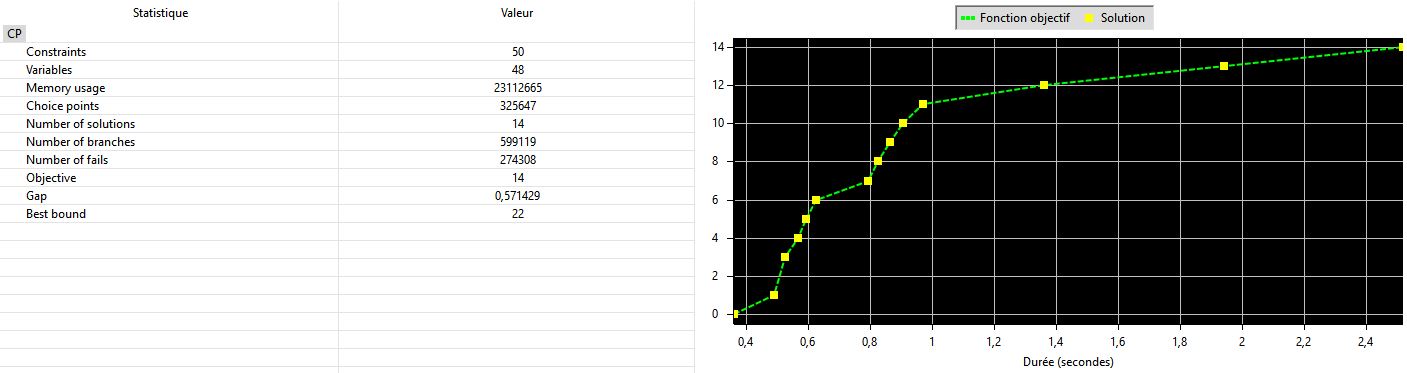 Statistique Valeur
CP
Constraints 50
Variables 48
Memory usage 23112665
Choice points 325647
Number of solutions 14
Number of branches 599119
Number of fails 274308
Objective 14
Gap 0,571429
Best bound 22
Fonction objectif Solution
14
12
10
8
6
4
2
0
0,4 0,6 0,8 1 1,2 1,4 1,6 1,8 2 2,2 2,4
Durée (secondes)